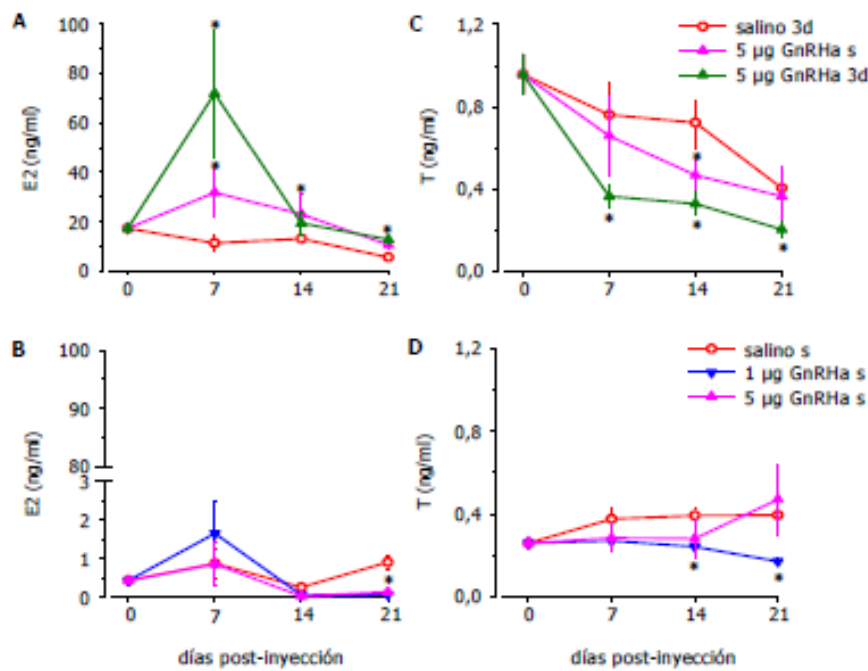 A
E2 (ng/ml)
100
80
60
40
20
0
*
*
*
*
0 7 14 21
C
T (ng/ml)
1,2
0,8
0,4
0,0
salino 3d
5 µg GnRHa s
5 µg GnRHa 3d
*
*
*
*
0 7 14 21
B
E2 (ng/ml)
100
90
80
3
2
1
0
*
0 7 14 21
días post-inyección
D
T (ng/ml)
1,2
0,8
0,4
0,0
salino s
1 µg GnRHa s
5 µg GnRHa s
*
*
0 7 14 21
días post-inyección